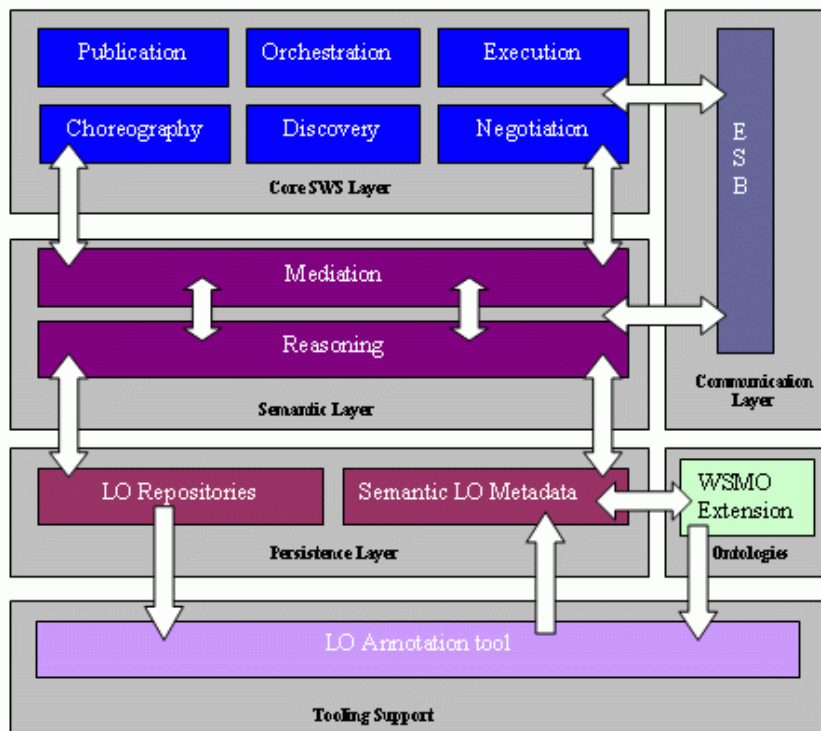 Publication
Orchestration
Execution
Choreography
Discovery
Negotiation
Core SWS Layer
E
S
B
Communication
Layer
Mediation
Reasoning
Semantic Layer
LO Repositories
Semantic LO Metadata
Persistence Layer
WSMO
Extension
Ontologies
LO Annotation tool
Tooling Support